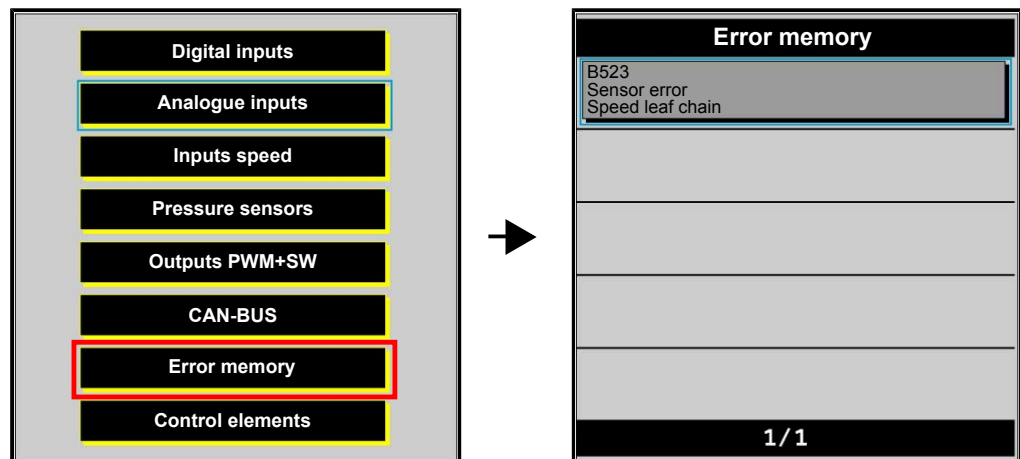 Digital inputs
Analogue inputs
Inputs speed
Pressure sensors
Outputs PWM+SW
CAN-BUS
Error memory
Control elements
Error memory
B523
Sensor error
Speed leaf chain
1/1